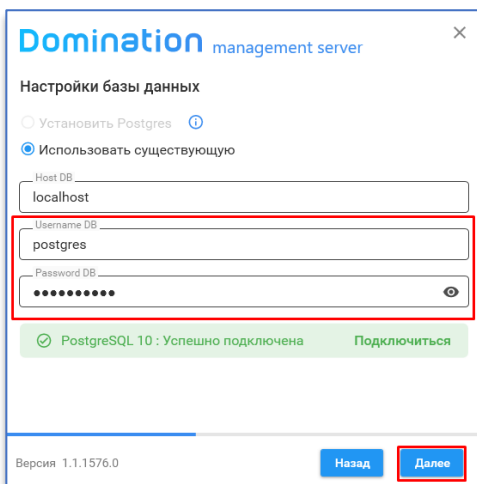 Domination management server
Настройки базы данных
Установить Postgres
Использовать существующую
Host DB
localhost
Username DB
postgres
Password DB
PostgreSQL 10 : Успешно подключена Подключиться
Версия 1.1.1576.0 Назад Далее